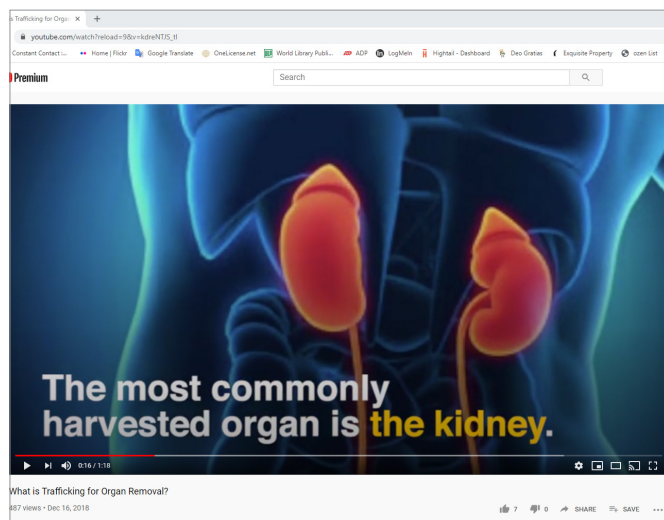 s Trafficking for Organ
youtube.com/watch?reload=9&v=kdreNTJS_tI
Constant Contact :... Home | Flickr Google Translate OneLicense.net World Library Publi... ADP LogMeIn Hightail - Dashboard Deo Gratias Exquisite Property ozen List
Premium
Search
The most commonly
harvested organ is the kidney.
0:16 / 1:18
What is Trafficking for Organ Removal?
487 views • Dec 16, 2018
7 0 SHARE SAVE